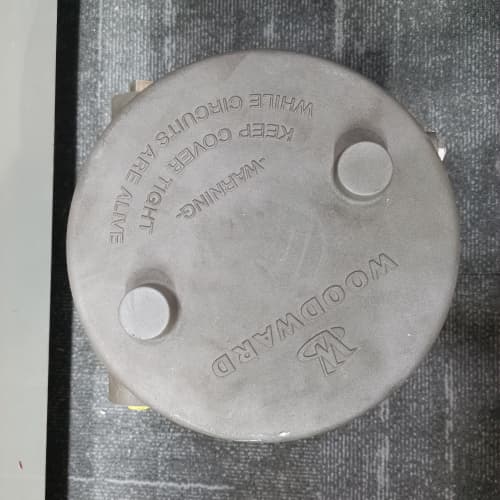 WOODWARD
-WARNING-
KEEP COVER TIGHT
WHILE CIRCUITS ARE ALIVE